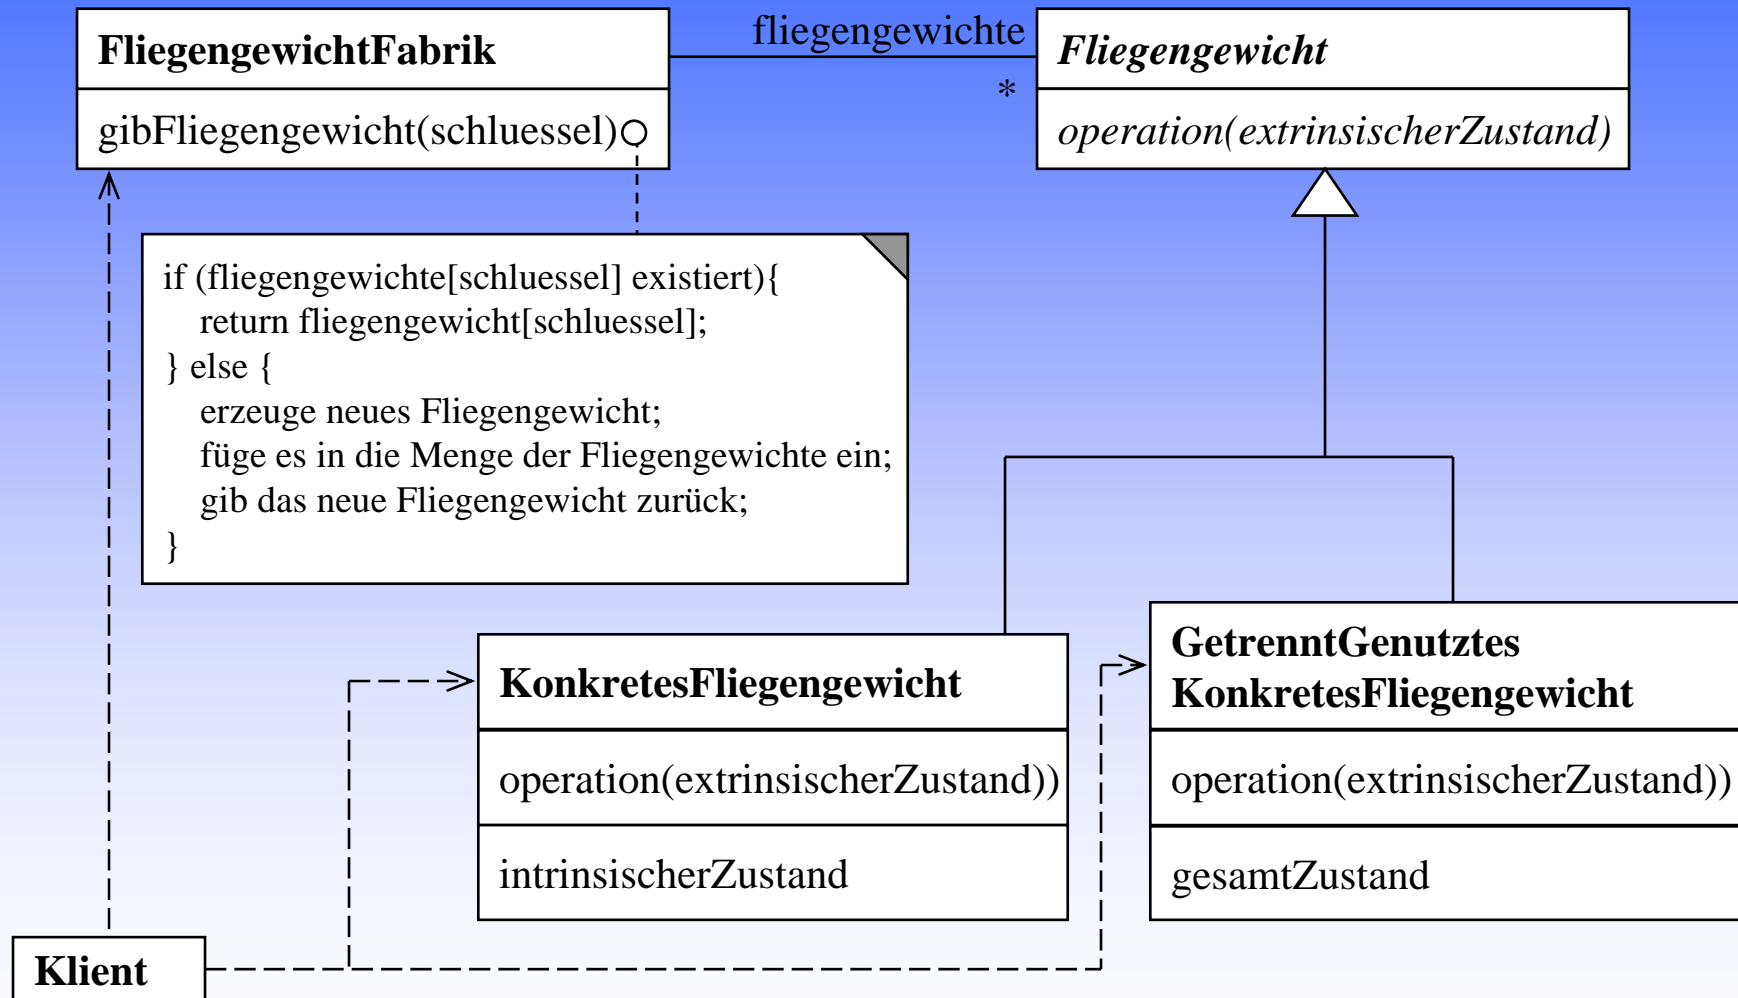 FliegengewichtFabrik
gibFliegengewicht(schluessel)
fliegengewichte
*
Fliegengewicht
operation(extrinsischerZustand)
if (fliegengewichte[schluessel] existiert){
return fliegengewicht[schluessel];
} else {
erzeuge neues Fliegengewicht;
füge es in die Menge der Fliegengewichte ein;
gib das neue Fliegengewicht zurück;
}
KonkretesFliegengewicht
operation(extrinsischerZustand))
intrinsischerZustand
GetrenntGenutztes
KonkretesFliegengewicht
operation(extrinsischerZustand))
gesamtZustand
Klient